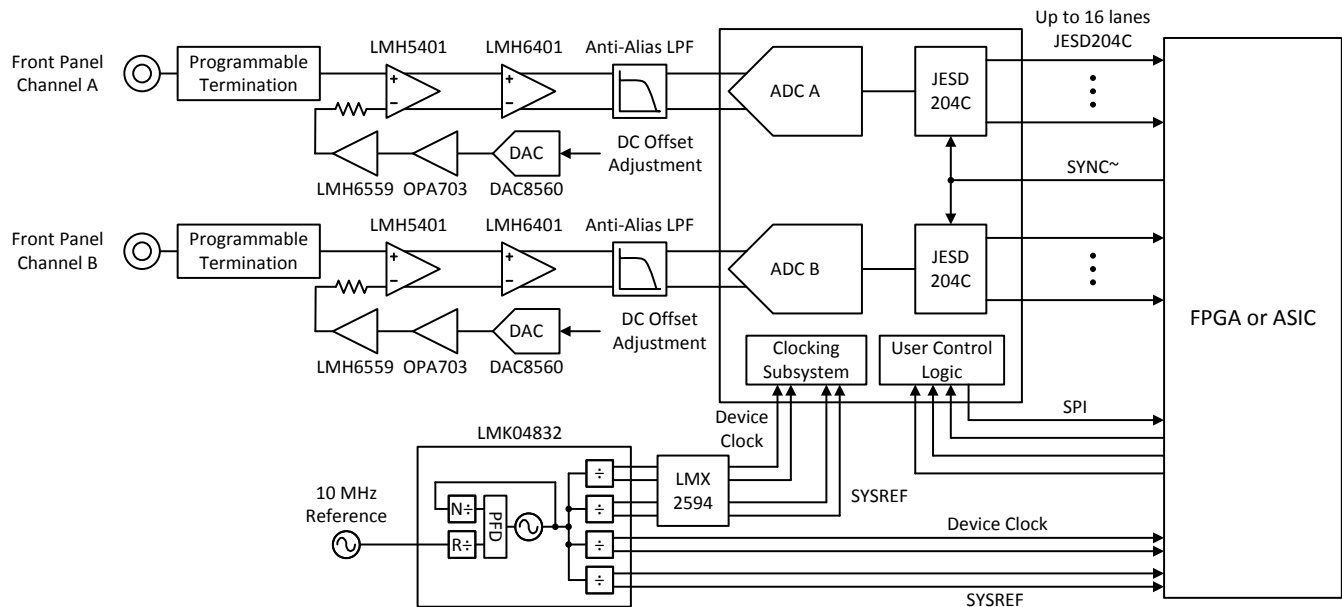 Up to 16 lanes
JESD204C
LMH5401
LMH6401
Anti-Alias LPF
Front Panel
Channel A
Programmable
Termination
+
−
+
−
ADC A
JESD
204C
DAC
DC Offset
Adjustment
LMH6559
OPA703
DAC8560
SYNC~
LMH5401
LMH6401
Anti-Alias LPF
Front Panel
Channel B
Programmable
Termination
+
−
+
−
ADC B
JESD
204C
DAC
DC Offset
Adjustment
LMH6559
OPA703
DAC8560
FPGA or ASIC
Clocking
Subsystem
User Control
Logic
SPI
Device
Clock
LMK04832
÷
LMX
2594
SYSREF
10 MHz
Reference
N÷
R÷
PFD
÷
÷
÷
Device Clock
SYSREF